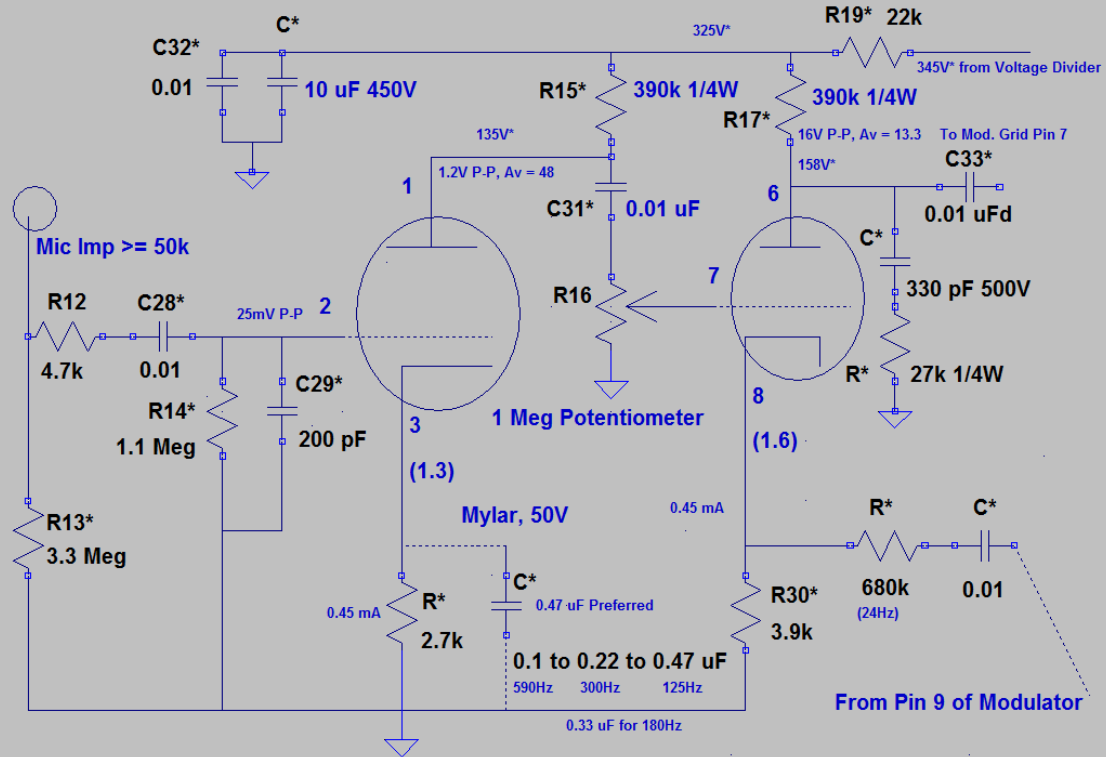 R19* 22k
C*
C32*
325V*
345V* from Voltage Divider
0.01
10 uF 450V
R15*
390k 1/4W
390k 1/4W
R17*
135V*
16V P-P, Av = 13.3
To Mod. Grid Pin 7
1.2V P-P, Av = 48
158V*
C33*
1
6
C31*
0.01 uF
0.01 uFd
Mic Imp >= 50k
C*
R12
C28*
25mV P-P
2
R16
7
330 pF 500V
4.7k
0.01
C29*
R*
27k 1/4W
R14*
1.1 Meg
200 pF
3
1 Meg Potentiometer
8
(1.3)
(1.6)
R13*
3.3 Meg
Mylar, 50V
0.45 mA
R*
C*
C*
0.47 uF Preferred
0.45 mA
R*
2.7k
R30*
3.9k
680k
(24Hz)
0.01
0.1 to 0.22 to 0.47 uF
590Hz 300Hz 125Hz
0.33 uF for 180Hz
From Pin 9 of Modulator